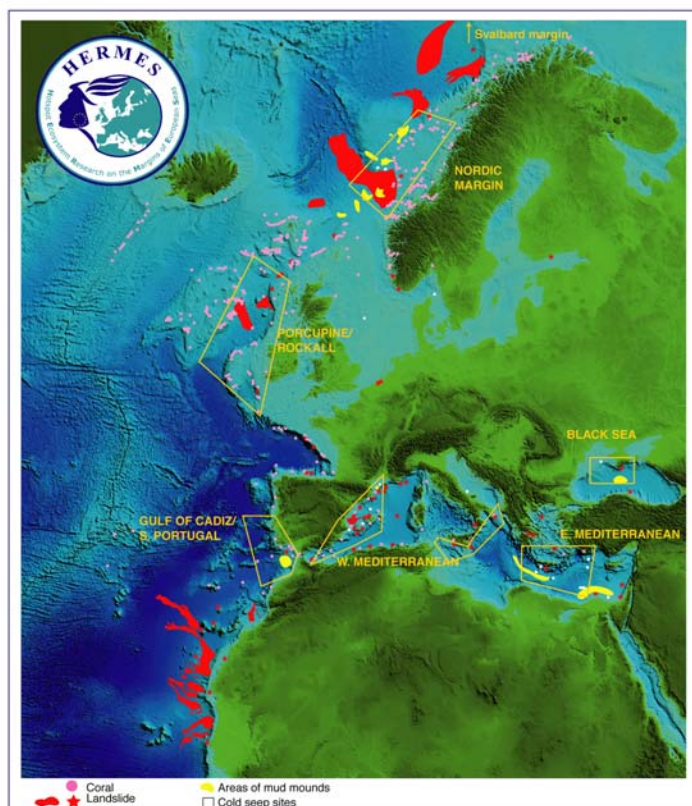 HERMES
Hotspot Ecosystem Research on the Margins of European Seas
Svalbard margin
NORDIC
MARGIN
PORCUPINE/
ROCKALL
BLACK SEA
GULF OF CADIZ/
S. PORTUGAL
E. MEDITERRANEAN
W. MEDITERRANEAN
Coral
Landslide
Areas of mud mounds
Cold seep sites